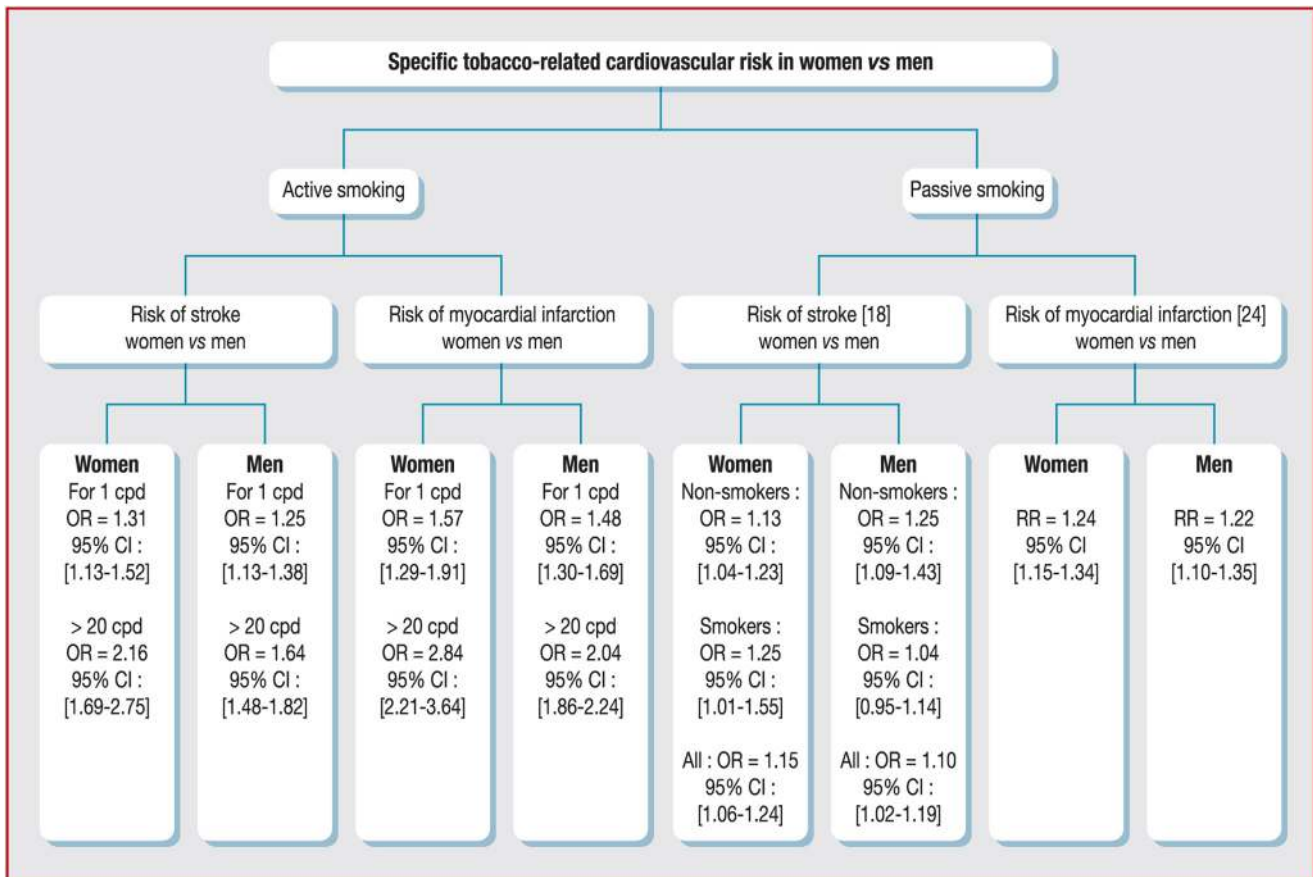 Specific tobacco-related cardiovascular risk in women vs men
Active smoking
Passive smoking
Risk of stroke
women vs men
Risk of myocardial infarction
women vs men
Risk of stroke [18]
women vs men
Risk of myocardial infarction [24]
women vs men
Women
For 1 cpd
OR = 1.31
95% CI :
[1.13-1.52]
> 20 cpd
OR = 2.16
95% CI :
[1.69-2.75]
Men
For 1 cpd
OR = 1.25
95% CI :
[1.13-1.38]
> 20 cpd
OR = 1.64
95% CI :
[1.48-1.82]
Women
For 1 cpd
OR = 1.57
95% CI :
[1.29-1.91]
> 20 cpd
OR = 2.84
95% CI :
[2.21-3.64]
Men
For 1 cpd
OR = 1.48
95% CI :
[1.30-1.69]
> 20 cpd
OR = 2.04
95% CI :
[1.86-2.24]
Women
Non-smokers :
OR = 1.13
95% CI :
[1.04-1.23]
Smokers :
OR = 1.25
95% CI :
[1.01-1.55]
All : OR = 1.15
95% CI :
[1.06-1.24]
Men
Non-smokers :
OR = 1.25
95% CI :
[1.09-1.43]
Smokers :
OR = 1.04
95% CI :
[0.95-1.14]
All : OR = 1.10
95% CI :
[1.02-1.19]
Women
RR = 1.24
95% CI
[1.15-1.34]
Men
RR = 1.22
95% CI
[1.10-1.35]